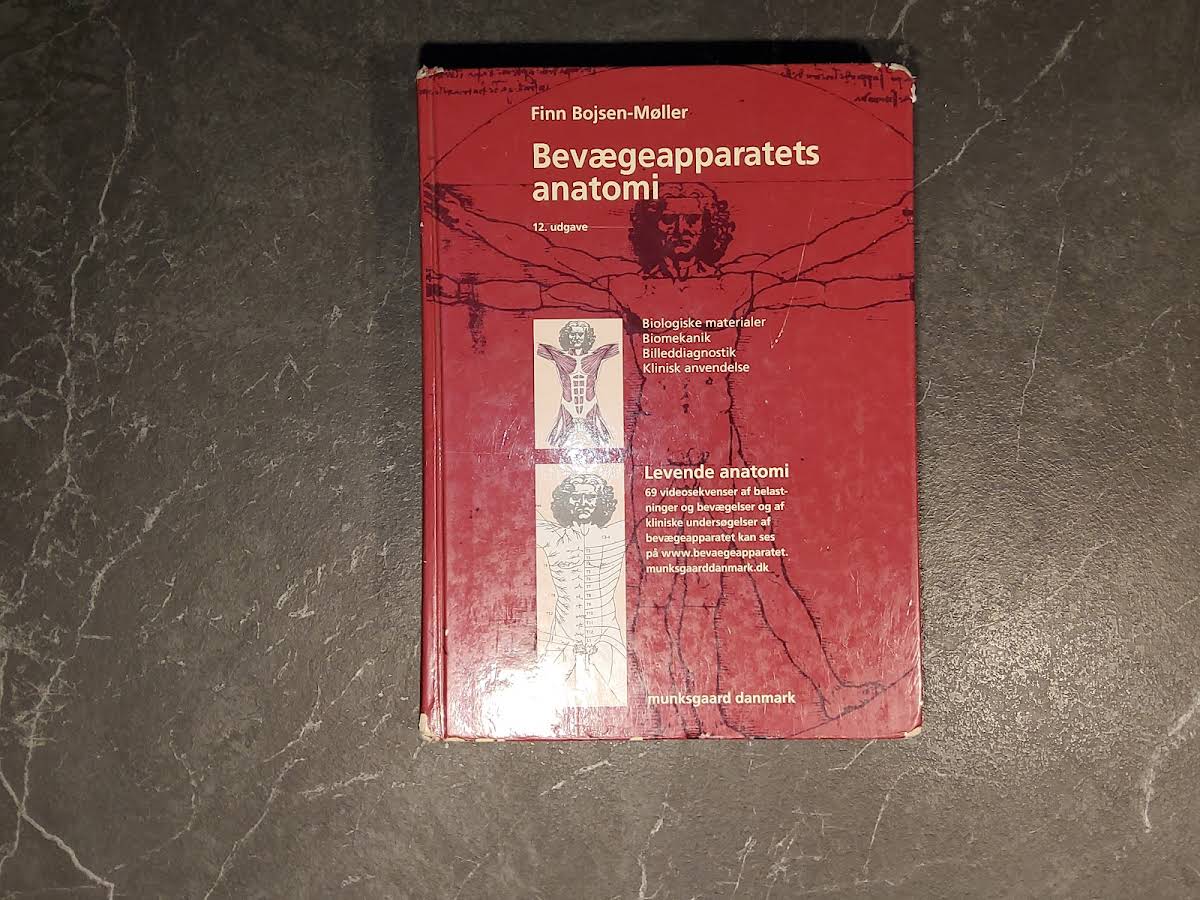 Finn Bojsen-Møller
Bevægeapparatets
anatomi
12. udgave
Biologiske materialer
Biomekanik
Billeddiagnostik
Klinisk anvendelse
Levende anatomi
69 videosekvenser af belast-
ninger og bevægelser og af
kliniske undersøgelser af
bevægeapparatet kan ses
på www.bevaegeapparatet.
munksgaarddanmark.dk
munksgaard danmark